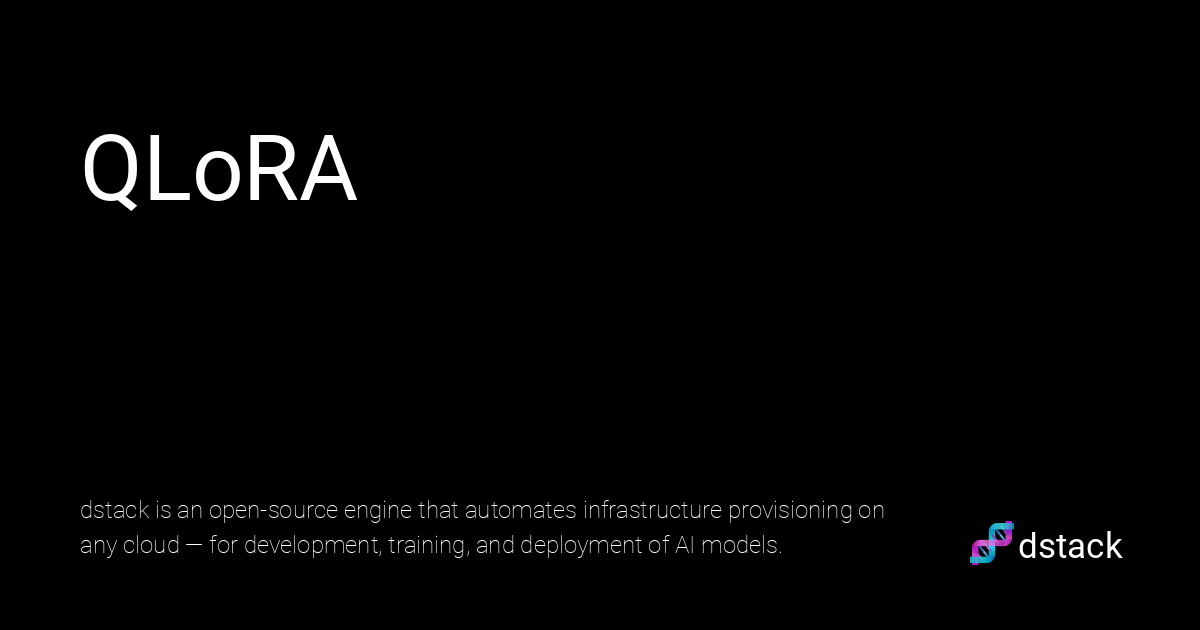 QLoRA
dstack is an open-source engine that automates infrastructure provisioning on
any cloud — for development, training, and deployment of AI models.
dstack